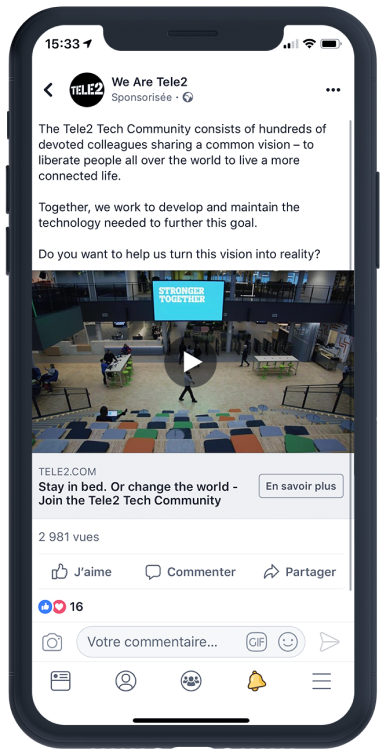 15:33
We Are Tele2
TELE2
Sponsorisée ·
The Tele2 Tech Community consists of hundreds of
devoted colleagues sharing a common vision – to
liberate people all over the world to live a more
connected life.
Together, we work to develop and maintain the
technology needed to further this goal.
Do you want to help us turn this vision into reality?
STRONGER
TOGETHER
TELE2.COM
Stay in bed. Or change the world -
Join the Tele2 Tech Community
En savoir plus
2 981 vues
J'aime
Commenter
Partager
16
Votre commentaire...
GIF